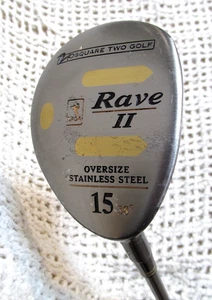 SQUARE TWO GOLF
Rave
II
OVERSIZE
STAINLESS STEEL
15°